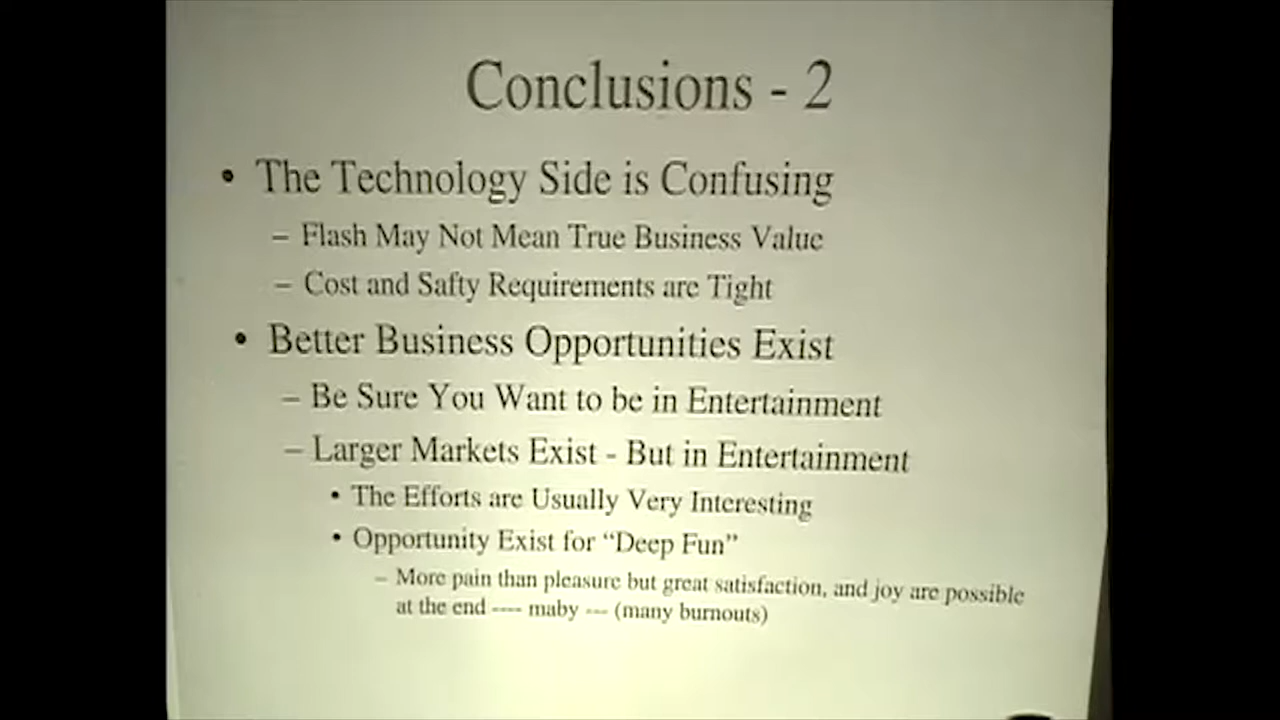 Conclusions - 2
• The Technology Side is Confusing
– Flash May Not Mean True Business Value
– Cost and Safty Requirements are Tight
• Better Business Opportunities Exist
– Be Sure You Want to be in Entertainment
– Larger Markets Exist - But in Entertainment
• The Efforts are Usually Very Interesting
• Opportunity Exist for “Deep Fun”
– More pain than pleasure but great satisfaction, and joy are possible
at the end ---- maby --- (many burnouts)